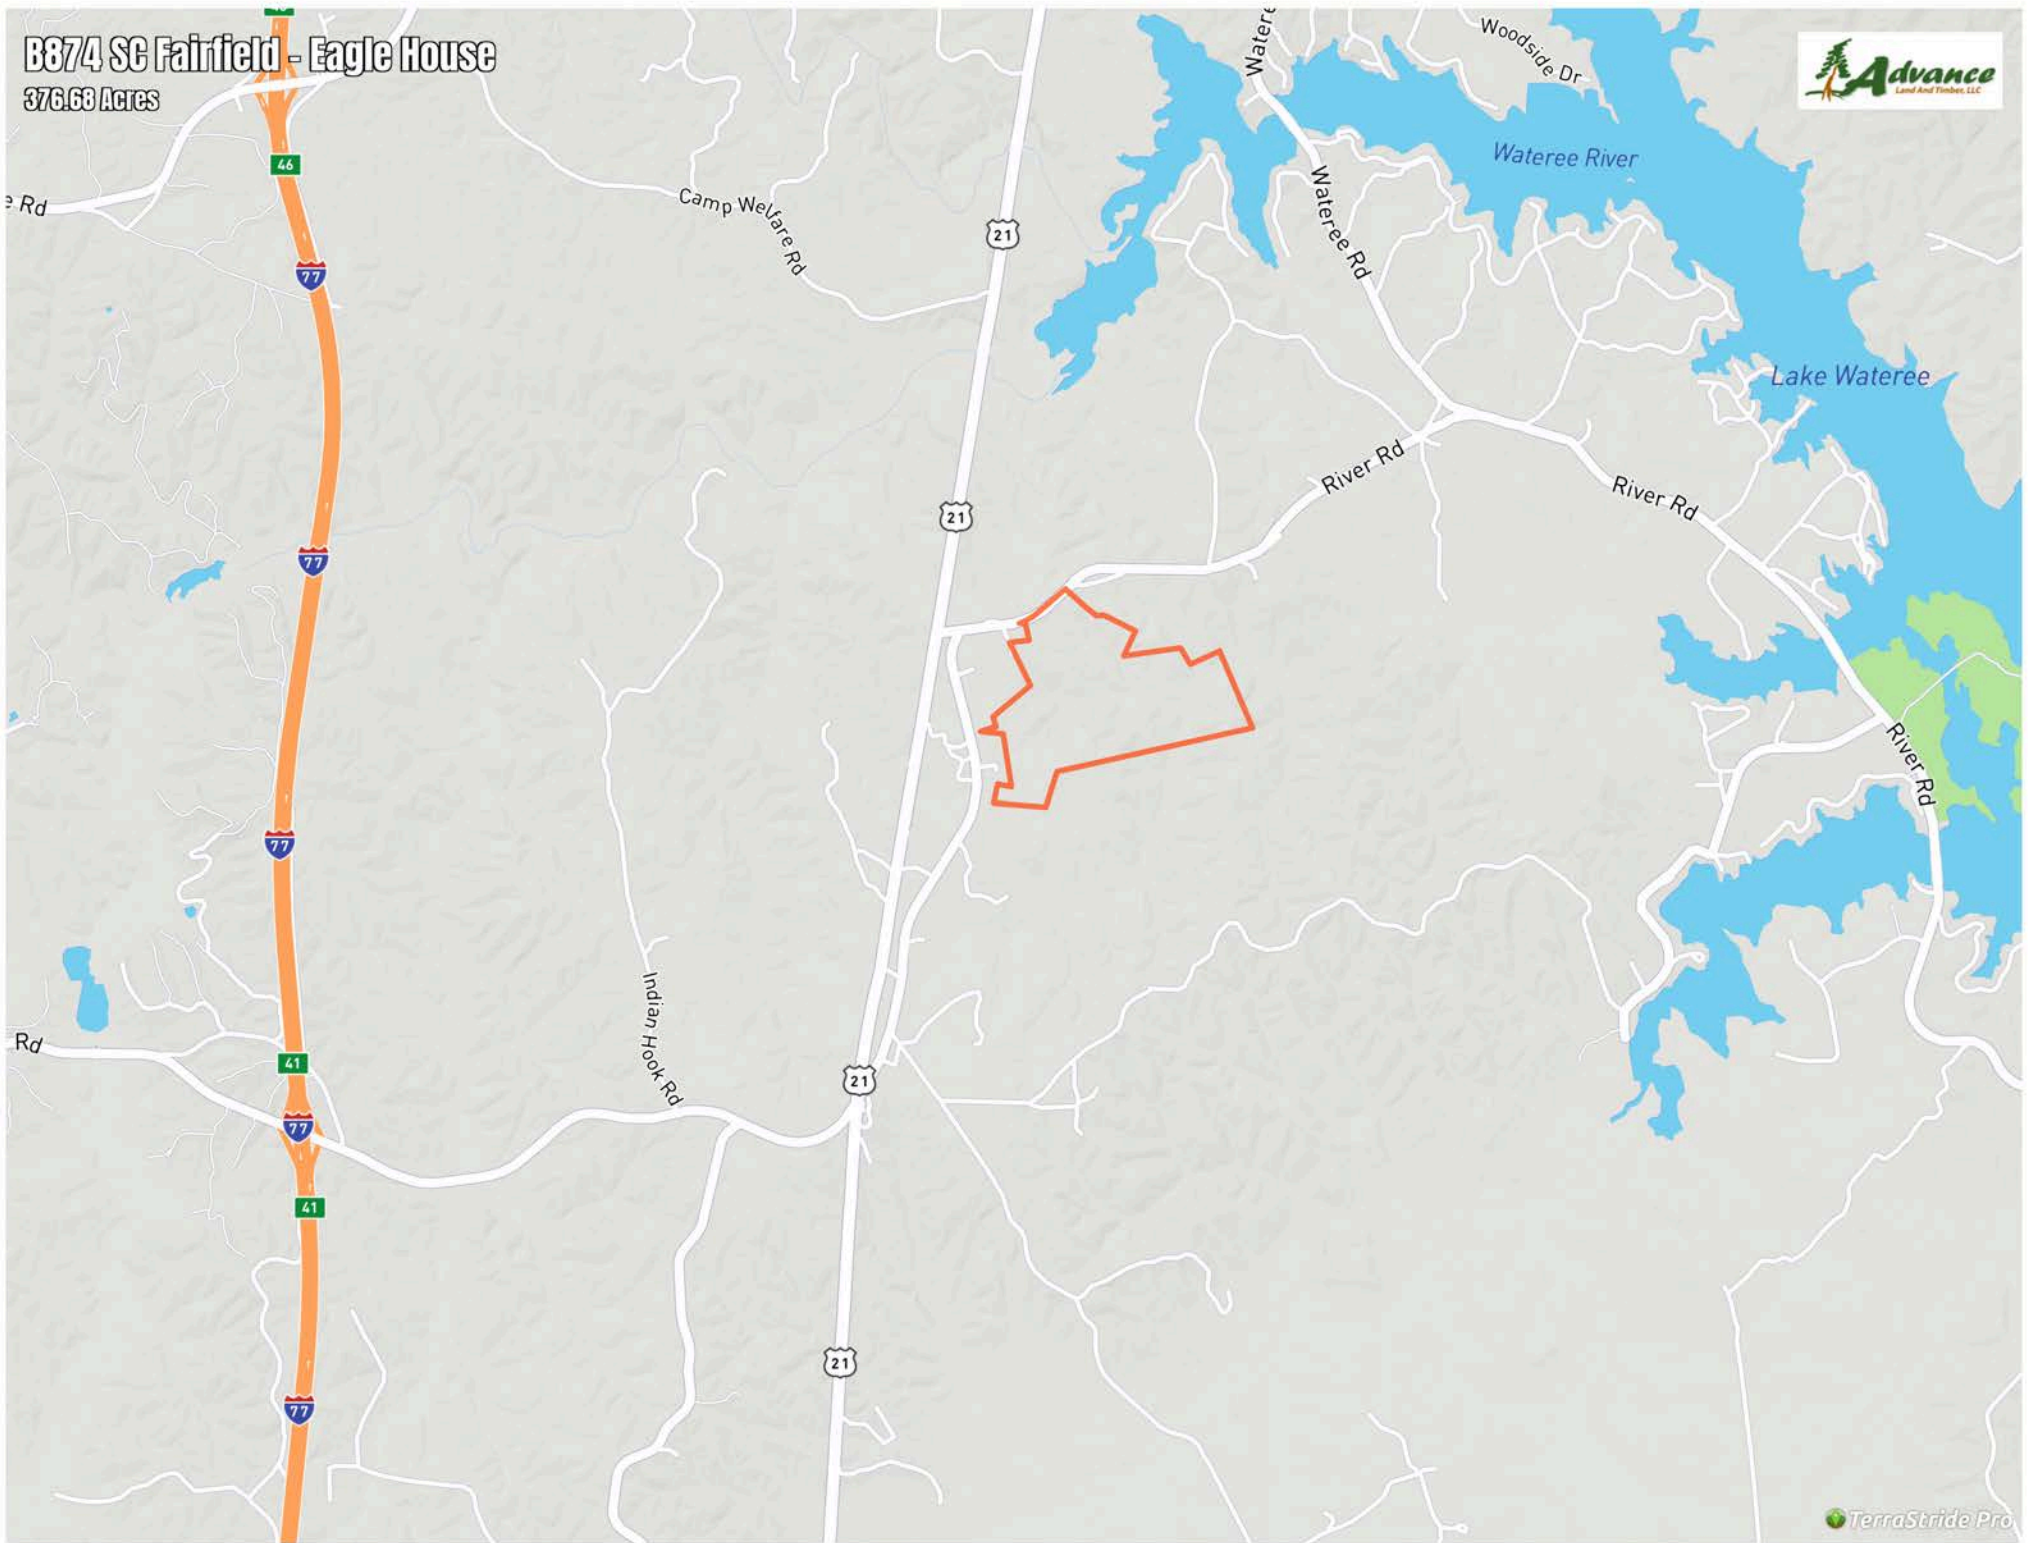 B874 SC Fairfield - Eagle House
376.68 Acres
Advance
Land And Timber, LLC
Woodside Dr
46
Wateree River
e Rd
Camp Welfare Rd
Wateree Rd
21
77
Lake Wateree
River Rd
River Rd
21
77
River Rd
77
Indian Hook Rd
Rd
41
21
77
41
21
77
TerraStride Pro